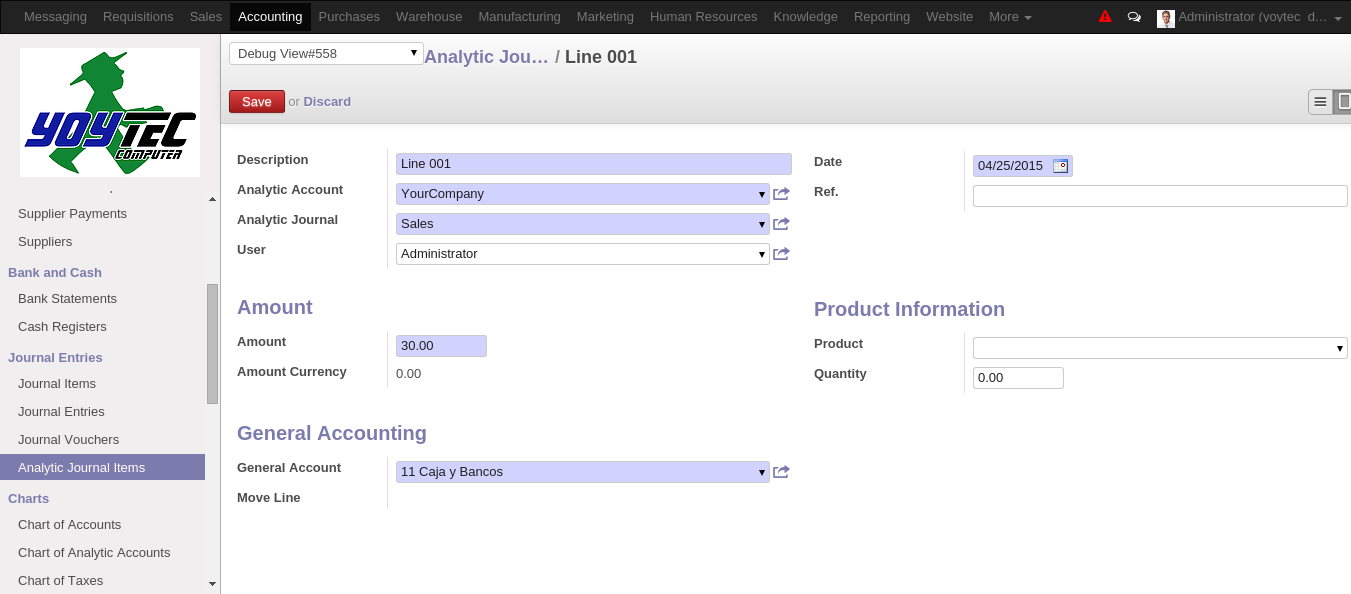 Messaging Requisitions Sales Accounting Purchases Warehouse Manufacturing Marketing Human Resources Knowledge Reporting Website More Administrator (yoytec_d…
Debug View#558 Analytic Jou… / Line 001
Save or Discard
YOYTEC
COMPUTER
.
Supplier Payments
Suppliers
Bank and Cash
Bank Statements
Cash Registers
Journal Entries
Journal Items
Journal Entries
Journal Vouchers
Analytic Journal Items
Charts
Chart of Accounts
Chart of Analytic Accounts
Chart of Taxes
Description Line 001
Analytic Account YourCompany
Analytic Journal Sales
User Administrator
Date 04/25/2015
Ref.
Amount
Amount 30.00
Amount Currency 0.00
Product Information
Product
Quantity 0.00
General Accounting
General Account 11 Caja y Bancos
Move Line